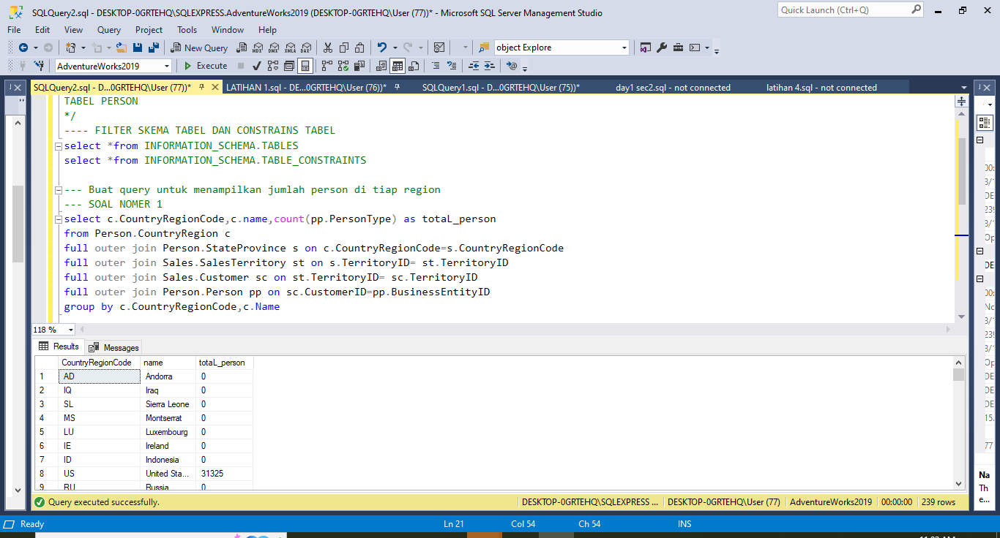 SQLQuery2.sql - DESKTOP-0GRTEHQ\SQLEXPRESS.AdventureWorks2019 (DESKTOP-0GRTEHQ\User (77))* - Microsoft SQL Server Management Studio
Quick Launch (Ctrl+Q)
File Edit View Query Project Tools Window Help
New Query MDX DMX XMLA DAX object Explore
AdventureWorks2019 Execute
SQLQuery2.sql - D...0GRTEHQ\User (77))* LATIHAN 1.sql - DE...0GRTEHQ\User (76))* SQLQuery1.sql - D...0GRTEHQ\User (75))* day1 sec2.sql - not connected latihan 4.sql - not connected
TABEL PERSON
*/
---- FILTER SKEMA TABEL DAN CONSTRAINS TABEL
select *from INFORMATION_SCHEMA.TABLES
select *from INFORMATION_SCHEMA.TABLE_CONSTRAINTS
--- Buat query untuk menampilkan jumlah person di tiap region
--- SOAL NOMER 1
select c.CountryRegionCode,c.name,count(pp.PersonType) as totaL_person
from Person.CountryRegion c
full outer join Person.StateProvince s on c.CountryRegionCode=s.CountryRegionCode
full outer join Sales.SalesTerritory st on s.TerritoryID= st.TerritoryID
full outer join Sales.Customer sc on st.TerritoryID= sc.TerritoryID
full outer join Person.Person pp on sc.CustomerID=pp.BusinessEntityID
group by c.CountryRegionCode,c.Name
118 %
Results Messages
CountryRegionCode name totaL_person
1 AD Andorra 0
2 IQ Iraq 0
3 SL Sierra Leone 0
4 MS Montserrat 0
5 LU Luxembourg 0
6 IE Ireland 0
7 ID Indonesia 0
8 US United Sta... 31325
9 RU Russia 0
Query executed successfully. DESKTOP-0GRTEHQ\SQLEXPRESS ... DESKTOP-0GRTEHQ\User (77) AdventureWorks2019 00:00:00 239 rows
Na
Th
e...
Ready Ln 21 Col 54 Ch 54 INS